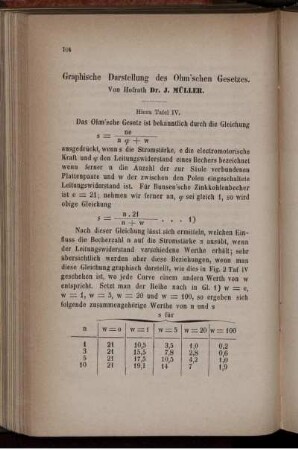 108
Graphische Darstellung des Ohm'schen Gesetzes.
Von Hofrath Dr. J. MÜLLER.
Hierzu Tafel IV.
Das Ohm'sche Gesetz ist bekanntlich durch die Gleichung
s = ne / n φ + w
ausgedrückt, wenn s die Stromstärke, e die electromotorische
Kraft und φ den Leitungswiderstand eines Bechers bezeichnet
wenn ferner n die Anzahl der zur Stule verbundenen
Plattenpaare und w der zwischen den Polen eingeschaltete
Leitungswiderstand ist. Für Bunsen'sche Zinkkohlenbecher
ist e = 21; nehmen wir ferner an, φ sei gleich 1, so wird
obige Gleichung
s = n . 21 / n + w . . . 1)
Nach dieser Gleichung lässt sich ermitteln, welchen Ein-
fluss die Becherzahl n auf die Stromstärke s ausübt, wenn
der Leitungswiderstand verschiedene Werthe erhält; sehr
übersichtlich werden aber diese Beziehungen, wenn man
diese Gleichung graphisch darstellt, wie dies in Fig. 2 Taf IV
geschehen ist, wo jede Curve einem andern Werth von w
entspricht. Setzt man der Reihe nach in Gl. 1) w = o,
w = 1, w = 5, w = 20 und w = 100, so ergeben sich
folgende zusammengehörige Werthe von n und s
s für
n w = o w = 1 w = 5 w = 20 w = 100
1 21 10,5 3,5 1,0 0,2
3 21 15,5 7,8 2,8 0,6
5 21 17,5 10,5 4,2 1,0
10 21 19,1 14 7 1,9